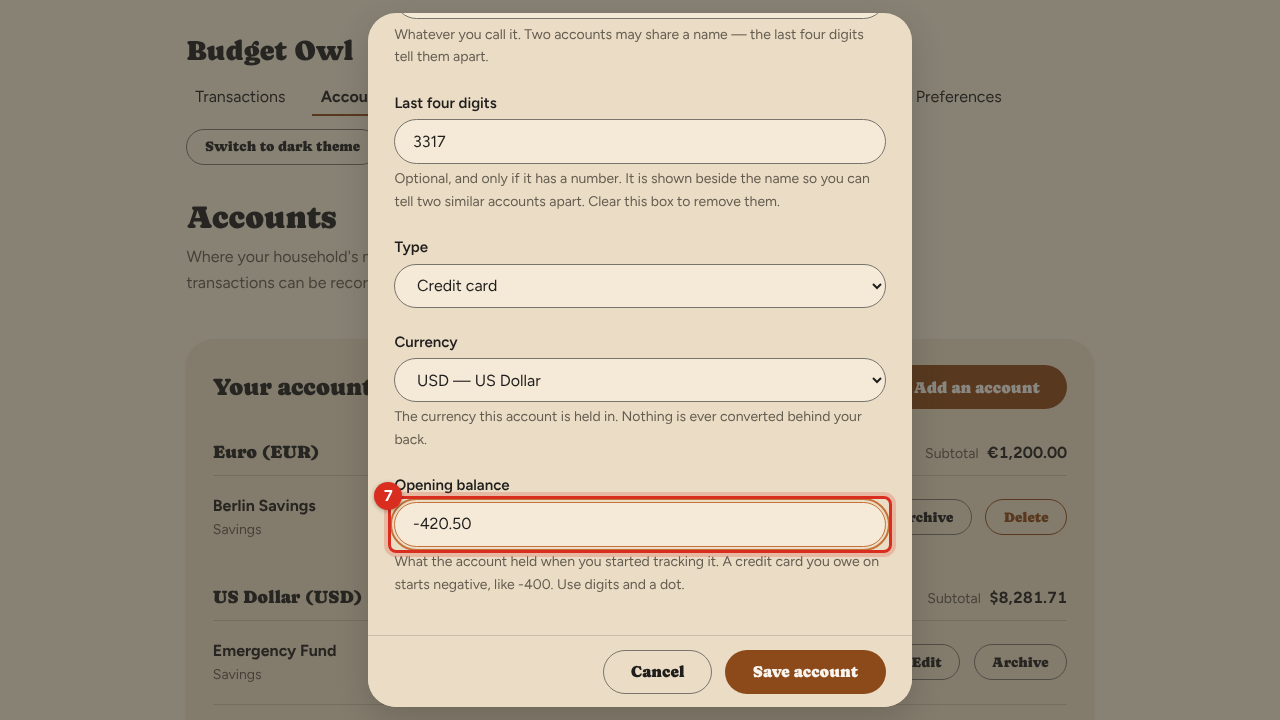 Budget Owl
Transactions
Accou
Preferences
Switch to dark theme
Accounts
Where your household's
transactions can be
Your account
Add an account
Euro (EUR)
Subtotal €1,200.00
Berlin Savings
Savings
Delete
US Dollar (USD)
Subtotal $8,281.71
Emergency Fund
Savings
Edit
Archive
Whatever you call it. Two accounts may share a name — the last four digits
tell them apart.
Last four digits
3317
Optional, and only if it has a number. It is shown beside the name so you can
tell two similar accounts apart. Clear this box to remove them.
Type
Credit card
Currency
USD — US Dollar
The currency this account is held in. Nothing is ever converted behind your
back.
7
Opening balance
-420.50
What the account held when you started tracking it. A credit card you owe on
starts negative, like -400. Use digits and a dot.
Cancel
Save account